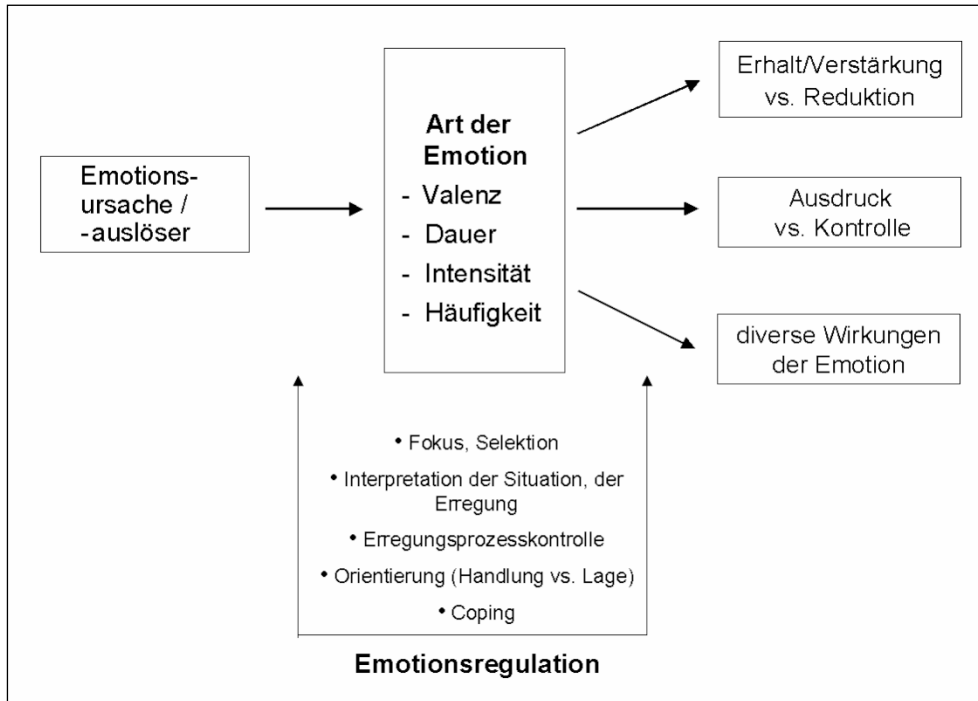 Emotions-
ursache /
-auslöser
Art der
Emotion
- Valenz
- Dauer
- Intensität
- Häufigkeit
Erhalt/Verstärkung
vs. Reduktion
Ausdruck
vs. Kontrolle
diverse Wirkungen
der Emotion
• Fokus, Selektion
• Interpretation der Situation, der
Erregung
• Erregungsprozesskontrolle
• Orientierung (Handlung vs. Lage)
• Coping
Emotionsregulation